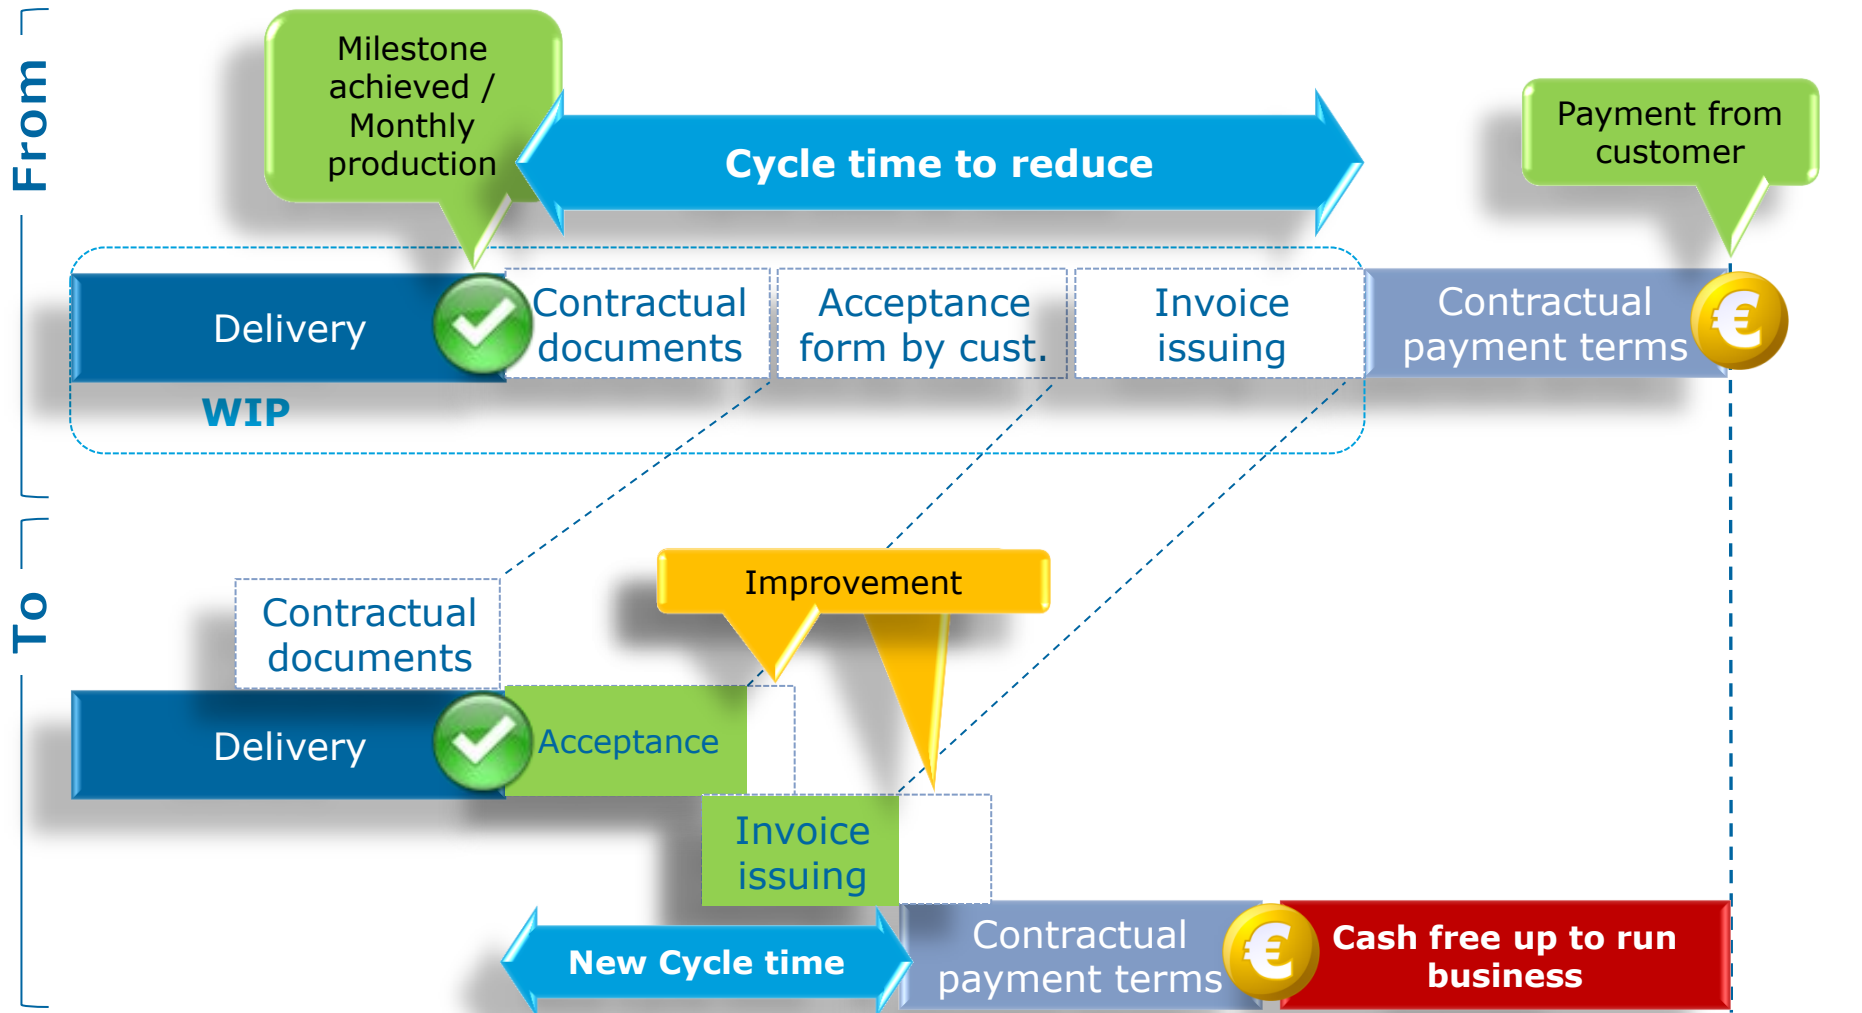 From
Milestone
achieved /
Monthly
production
Cycle time to reduce
Payment from
customer
Delivery
Contractual
documents
Acceptance
form by cust.
Invoice
issuing
Contractual
payment terms
€
WIP
To
Contractual
documents
Improvement
Delivery
Acceptance
Invoice
issuing
New Cycle time
Contractual
payment terms
€
Cash free up to run
business